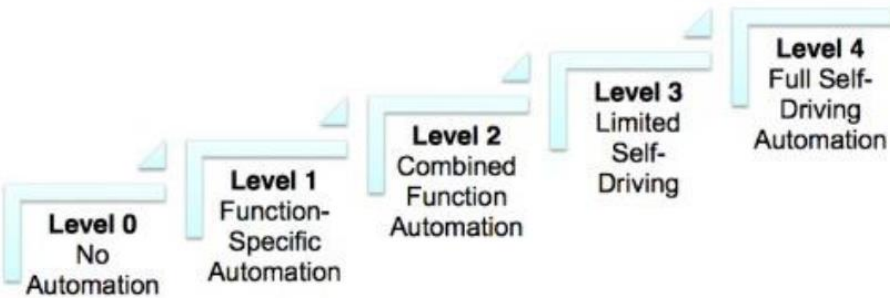 Level 0
No
Automation
Level 1
Function-
Specific
Automation
Level 2
Combined
Function
Automation
Level 3
Limited
Self-
Driving
Level 4
Full Self-
Driving
Automation